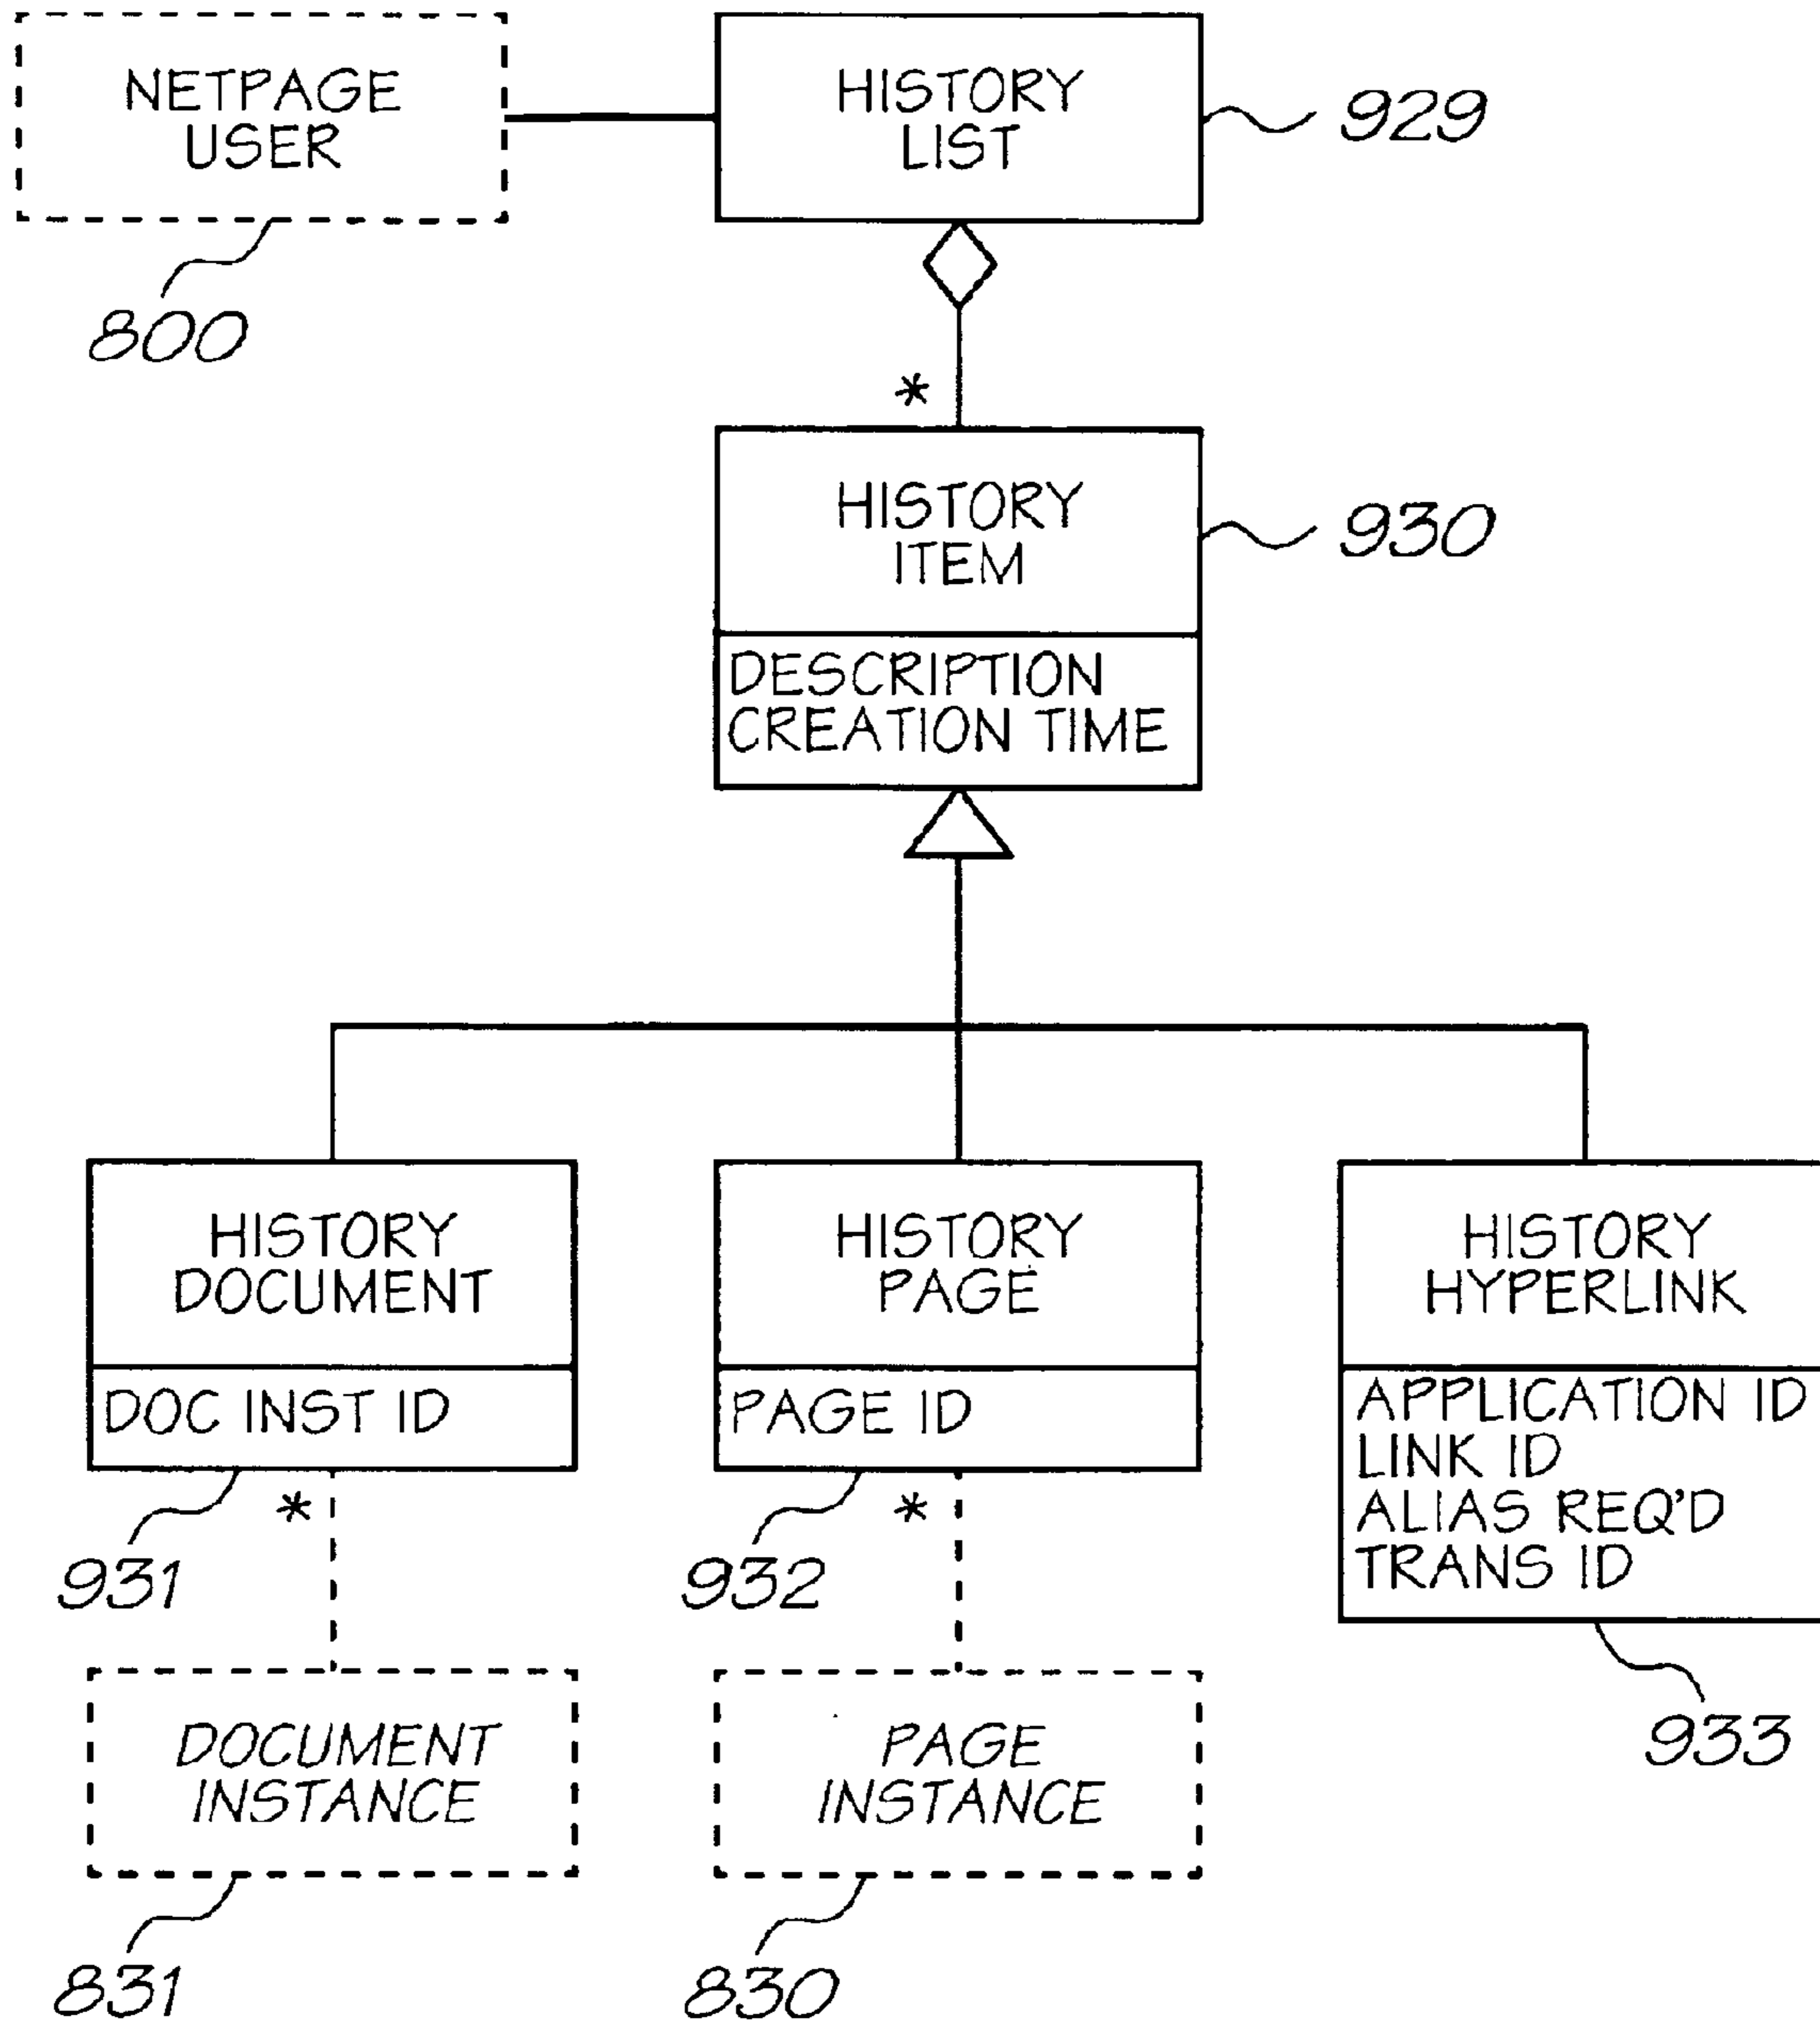 NETPAGE
USER
800
HISTORY
LIST
929
*
HISTORY
ITEM
930
DESCRIPTION
CREATION TIME
HISTORY
DOCUMENT
DOC INST ID
931
*
HISTORY
PAGE
PAGE ID
932
*
HISTORY
HYPERLINK
APPLICATION ID
LINK ID
ALIAS REQ'D
TRANS ID
933
DOCUMENT
INSTANCE
831
PAGE
INSTANCE
830